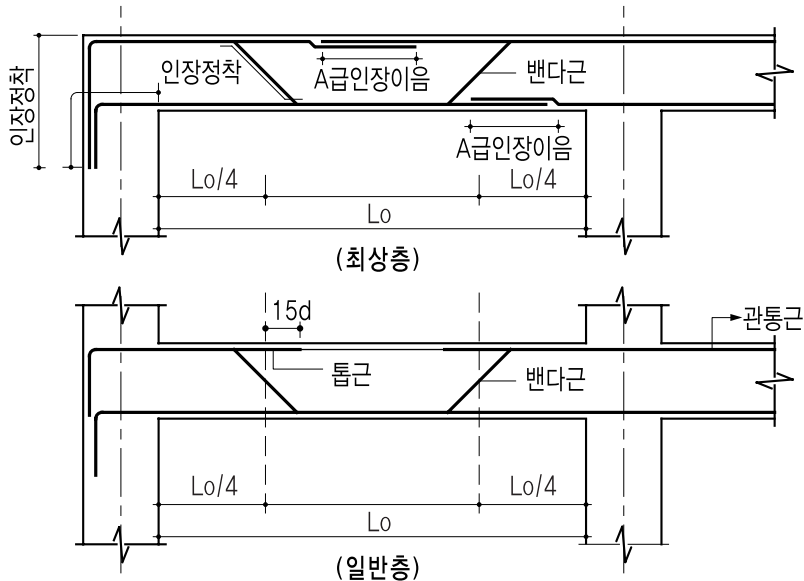 인장정착
인장정착
A급인장이음
밴다근
A급인장이음
Lo/4
Lo/4
Lo
(최상층)
15d
관통근
톱근
밴다근
Lo/4
Lo/4
Lo
(일반층)